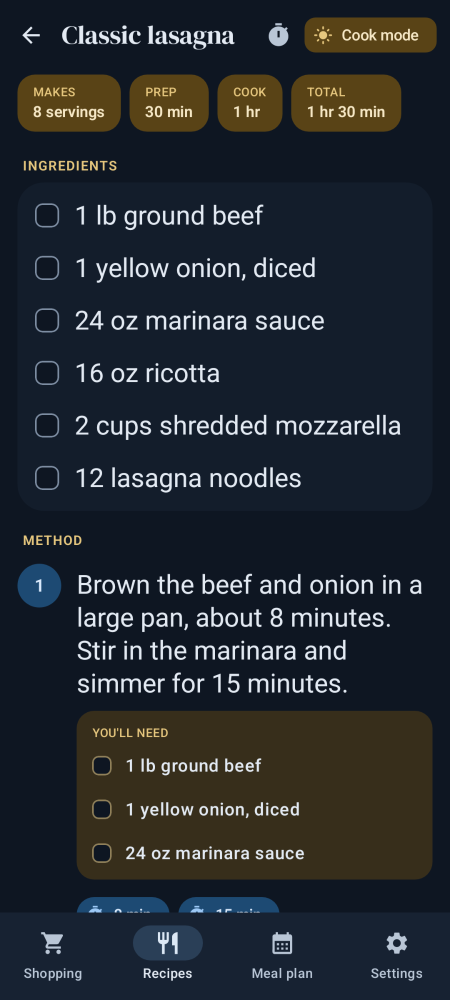 Classic lasagna
Cook mode
MAKES
8 servings
PREP
30 min
COOK
1 hr
TOTAL
1 hr 30 min
INGREDIENTS
1 lb ground beef
1 yellow onion, diced
24 oz marinara sauce
16 oz ricotta
2 cups shredded mozzarella
12 lasagna noodles
METHOD
1
Brown the beef and onion in a
large pan, about 8 minutes.
Stir in the marinara and
simmer for 15 minutes.
YOU'LL NEED
1 lb ground beef
1 yellow onion, diced
24 oz marinara sauce
8 min
15 min
Shopping
Recipes
Meal plan
Settings